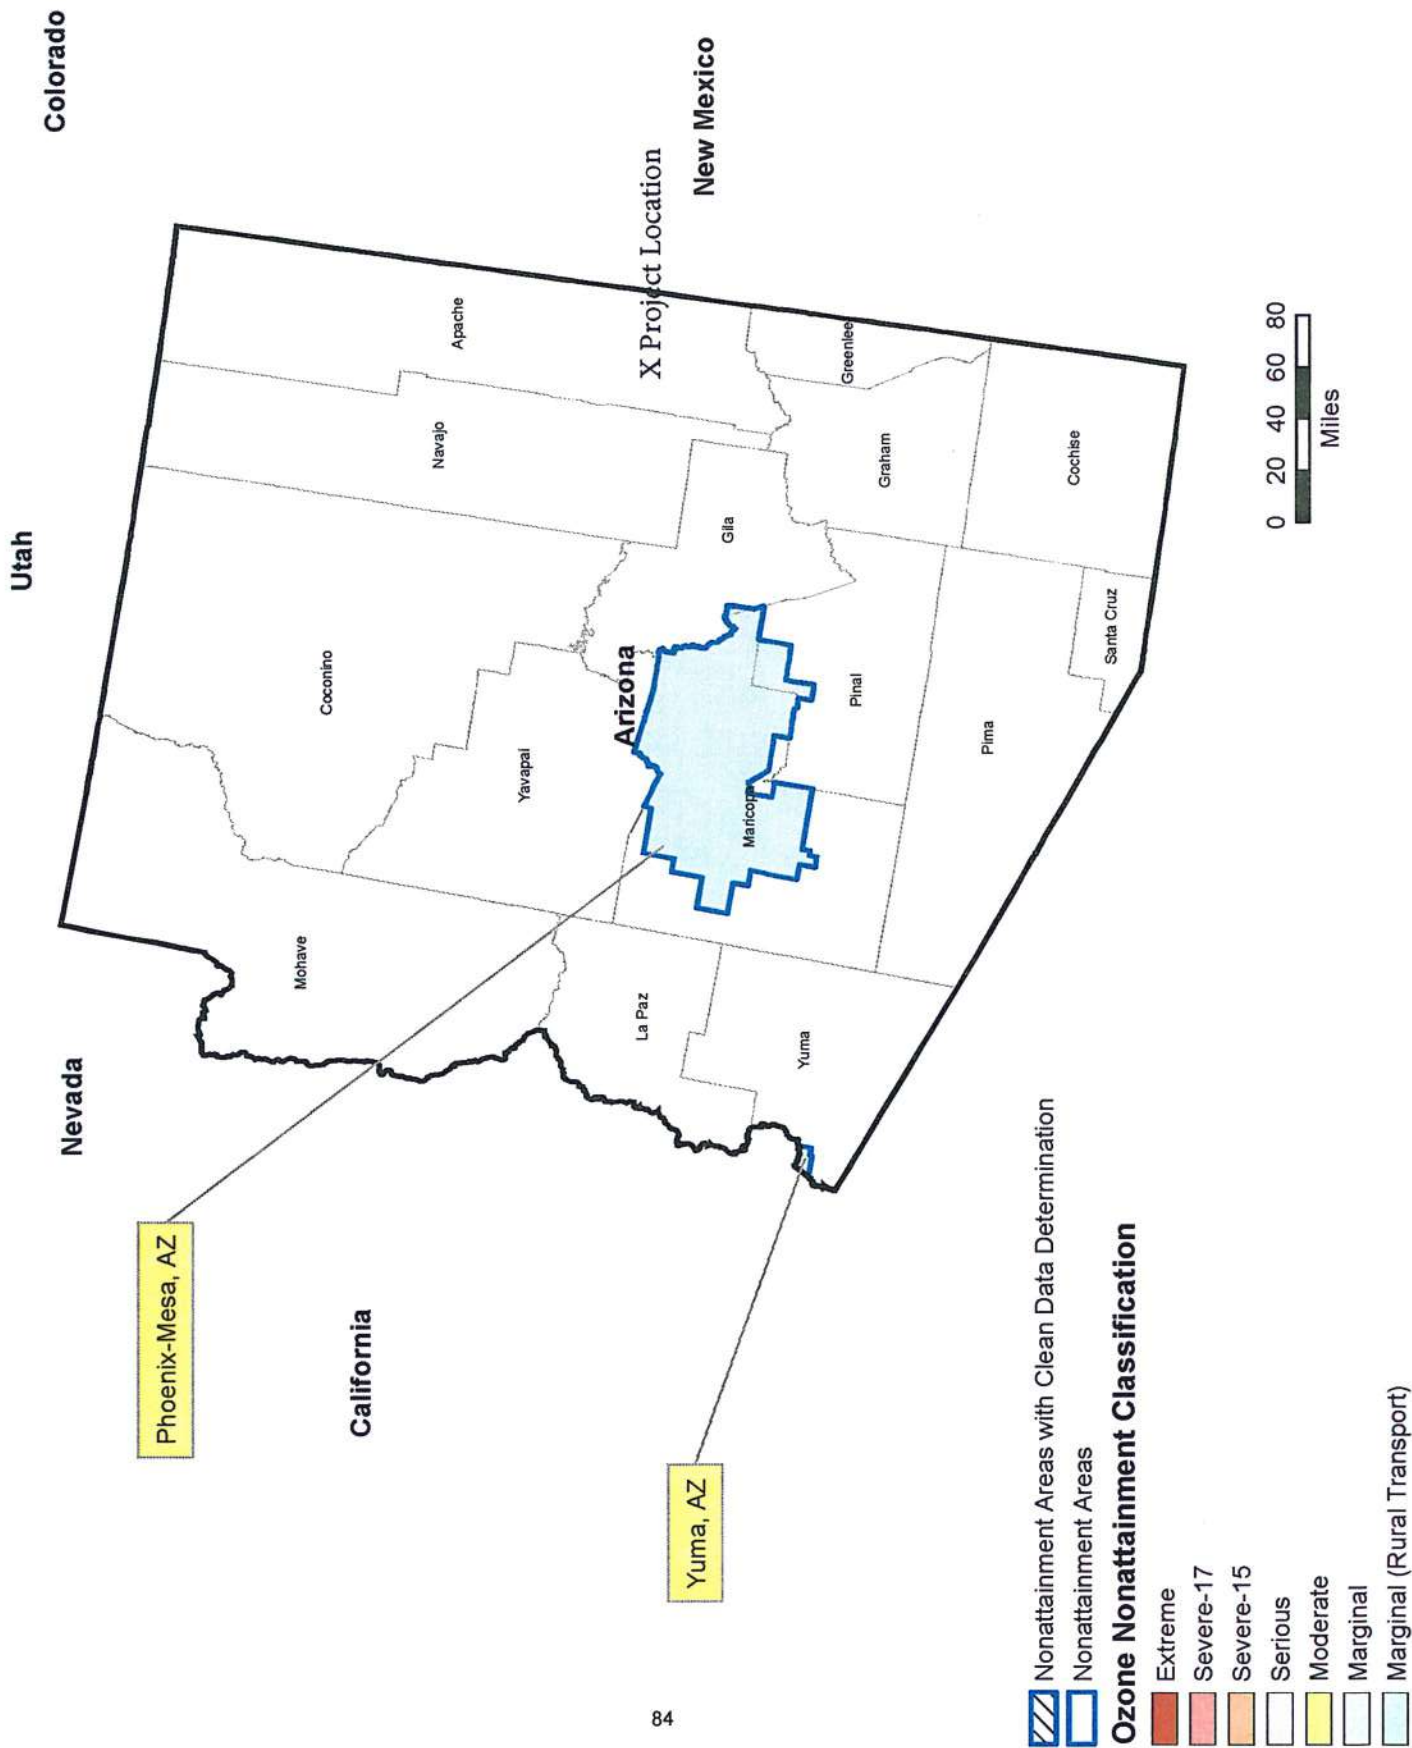 Utah
Colorado
Nevada
Phoenix-Mesa, AZ
California
Yuma, AZ
Arizona
New Mexico
X Project Location
Mohave
Coconino
Navajo
Apache
Yavapai
La Paz
Maricopa
Gila
Yuma
Pinal
Graham
Greenlee
Pima
Santa Cruz
Cochise
Nonattainment Areas with Clean Data Determination
Nonattainment Areas
Ozone Nonattainment Classification
Extreme
Severe-17
Severe-15
Serious
Moderate
Marginal
Marginal (Rural Transport)
0 20 40 60 80
Miles
84